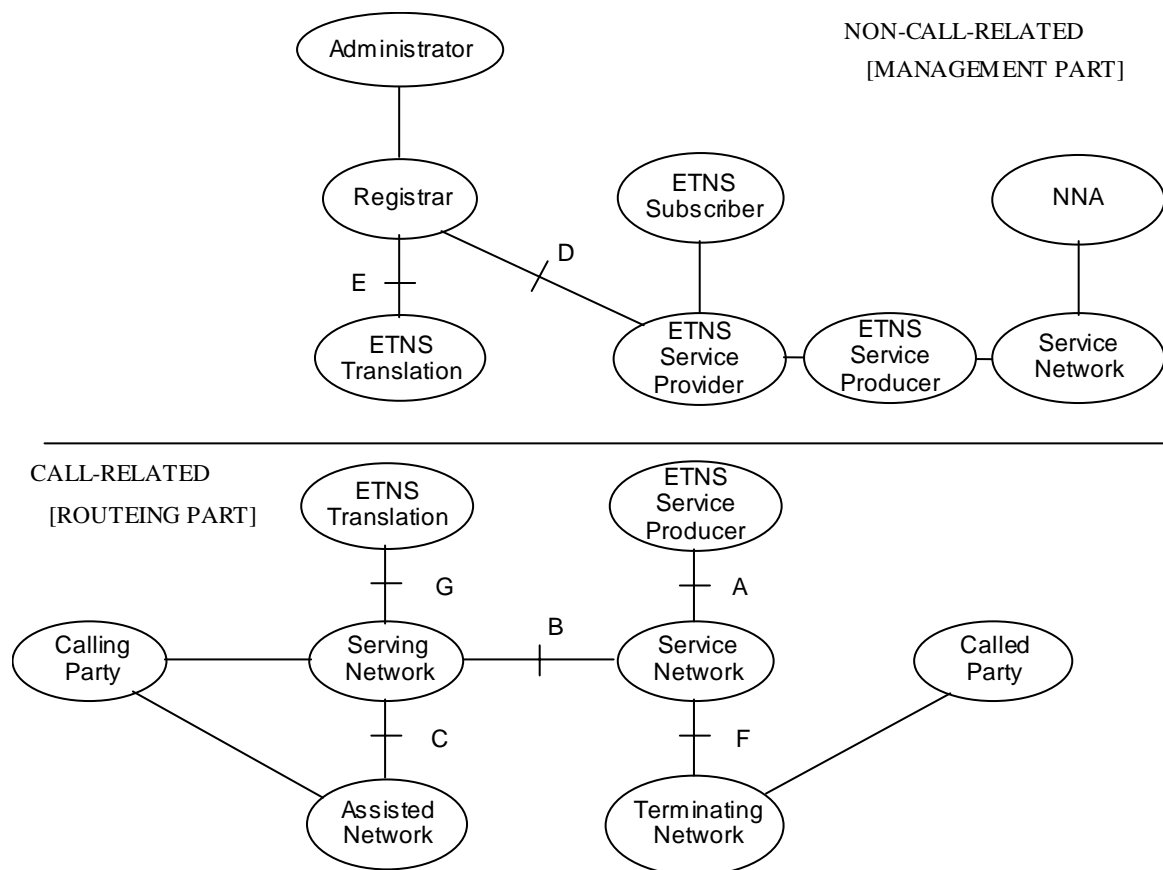 Administrator
NON-CALL-RELATED
[MANAGEMENT PART]
Registrar
ETNS
Subscriber
NNA
D
E
ETNS
Translation
ETNS
Service
Provider
ETNS
Service
Producer
Service
Network
CALL-RELATED
[ROUTEING PART]
ETNS
Translation
ETNS
Service
Producer
G
A
B
Calling
Party
Serving
Network
Service
Network
Called
Party
C
F
Assisted
Network
Terminating
Network